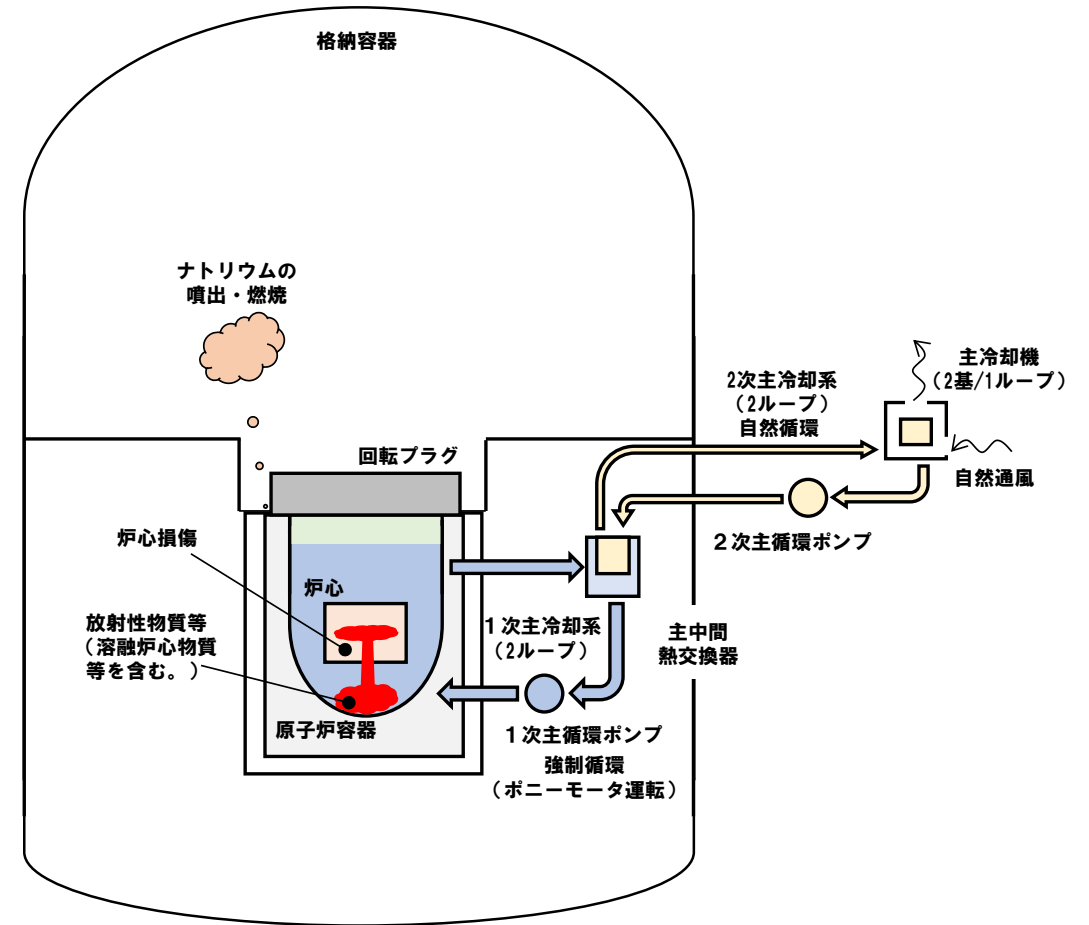 格納容器
ナトリウムの
噴出・燃焼
2次主冷却系
（2ループ）
自然循環
主冷却機
（2基/1ループ）
自然通風
回転プラグ
２次主循環ポンプ
炉心損傷
炉心
放射性物質等
（溶融炉心物質
等を含む。）
１次主冷却系
（2ループ）
主中間
熱交換器
原子炉容器
１次主循環ポンプ
強制循環
（ポニーモータ運転）